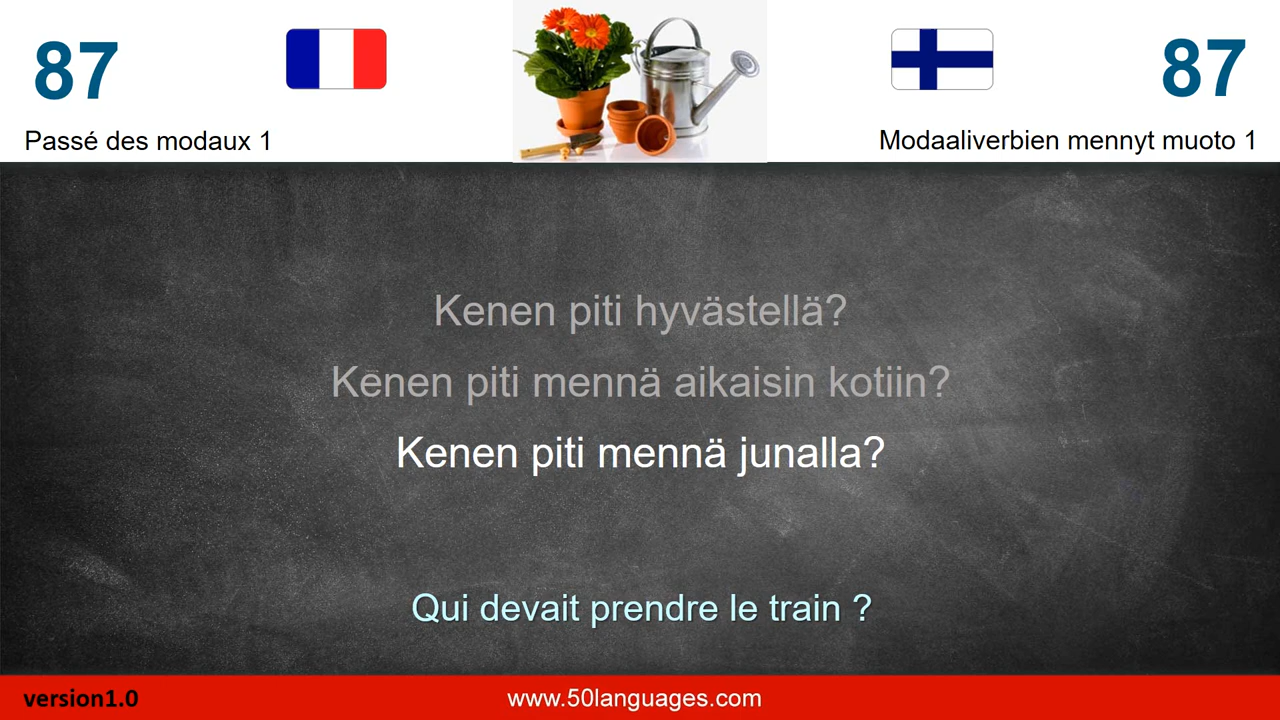 87
87
Passé des modaux 1
Modaaliverbien mennyt muoto 1
Kenen piti hyvästellä?
Kenen piti mennä aikaisin kotiin?
Kenen piti mennä junalla?
Qui devait prendre le train ?
version1.0
www.50languages.com